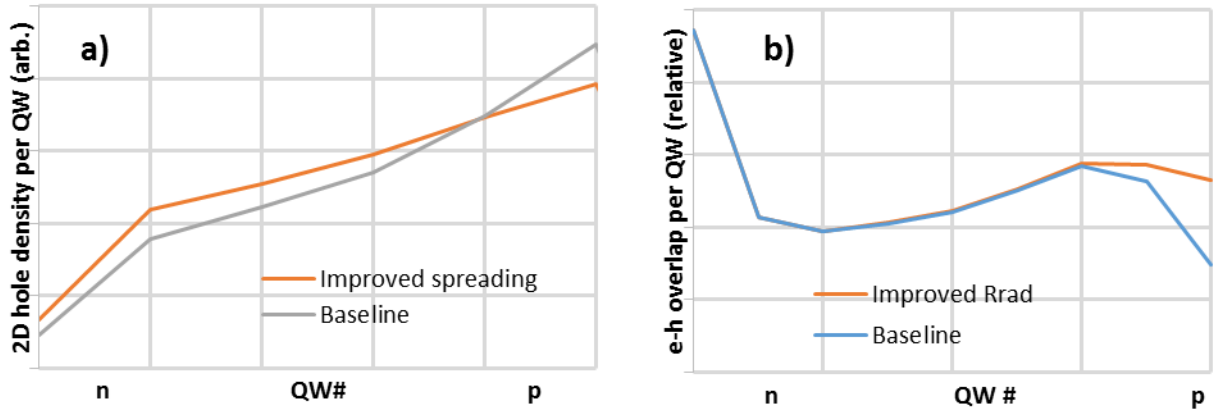 a)
2D hole density per QW (arb.)
Improved spreading
Baseline
n QW# p
b)
e-h overlap per QW (relative)
Improved Rrad
Baseline
n QW # p